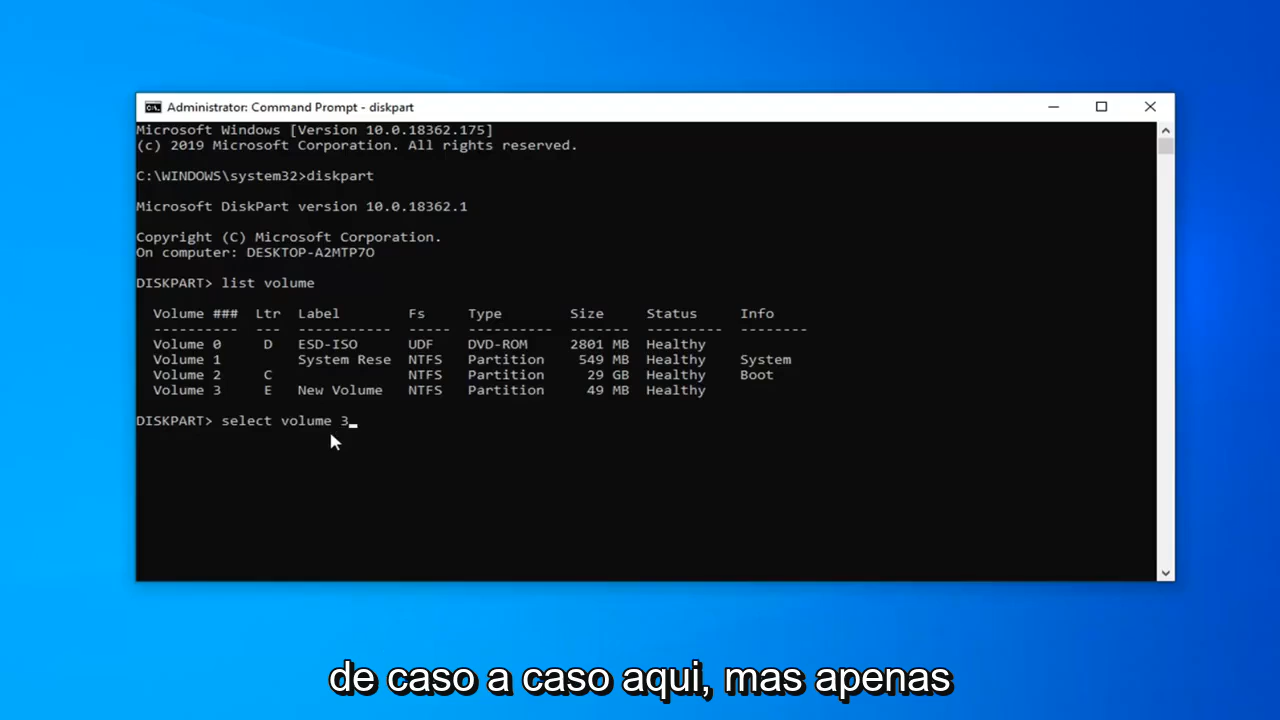 Administrator: Command Prompt - diskpart
Microsoft Windows [Version 10.0.18362.175]
(c) 2019 Microsoft Corporation. All rights reserved.
C:\WINDOWS\system32>diskpart
Microsoft DiskPart version 10.0.18362.1
Copyright (C) Microsoft Corporation.
On computer: DESKTOP-A2MTP7O
DISKPART> list volume
Volume ### Ltr Label Fs Type Size Status Info
---------- --- ----------- ----- ---------- ------- --------- --------
Volume 0 D ESD-ISO UDF DVD-ROM 2801 MB Healthy
Volume 1 System Rese NTFS Partition 549 MB Healthy System
Volume 2 C NTFS Partition 29 GB Healthy Boot
Volume 3 E New Volume NTFS Partition 49 MB Healthy
DISKPART> select volume 3_
de caso a caso aqui, mas apenas